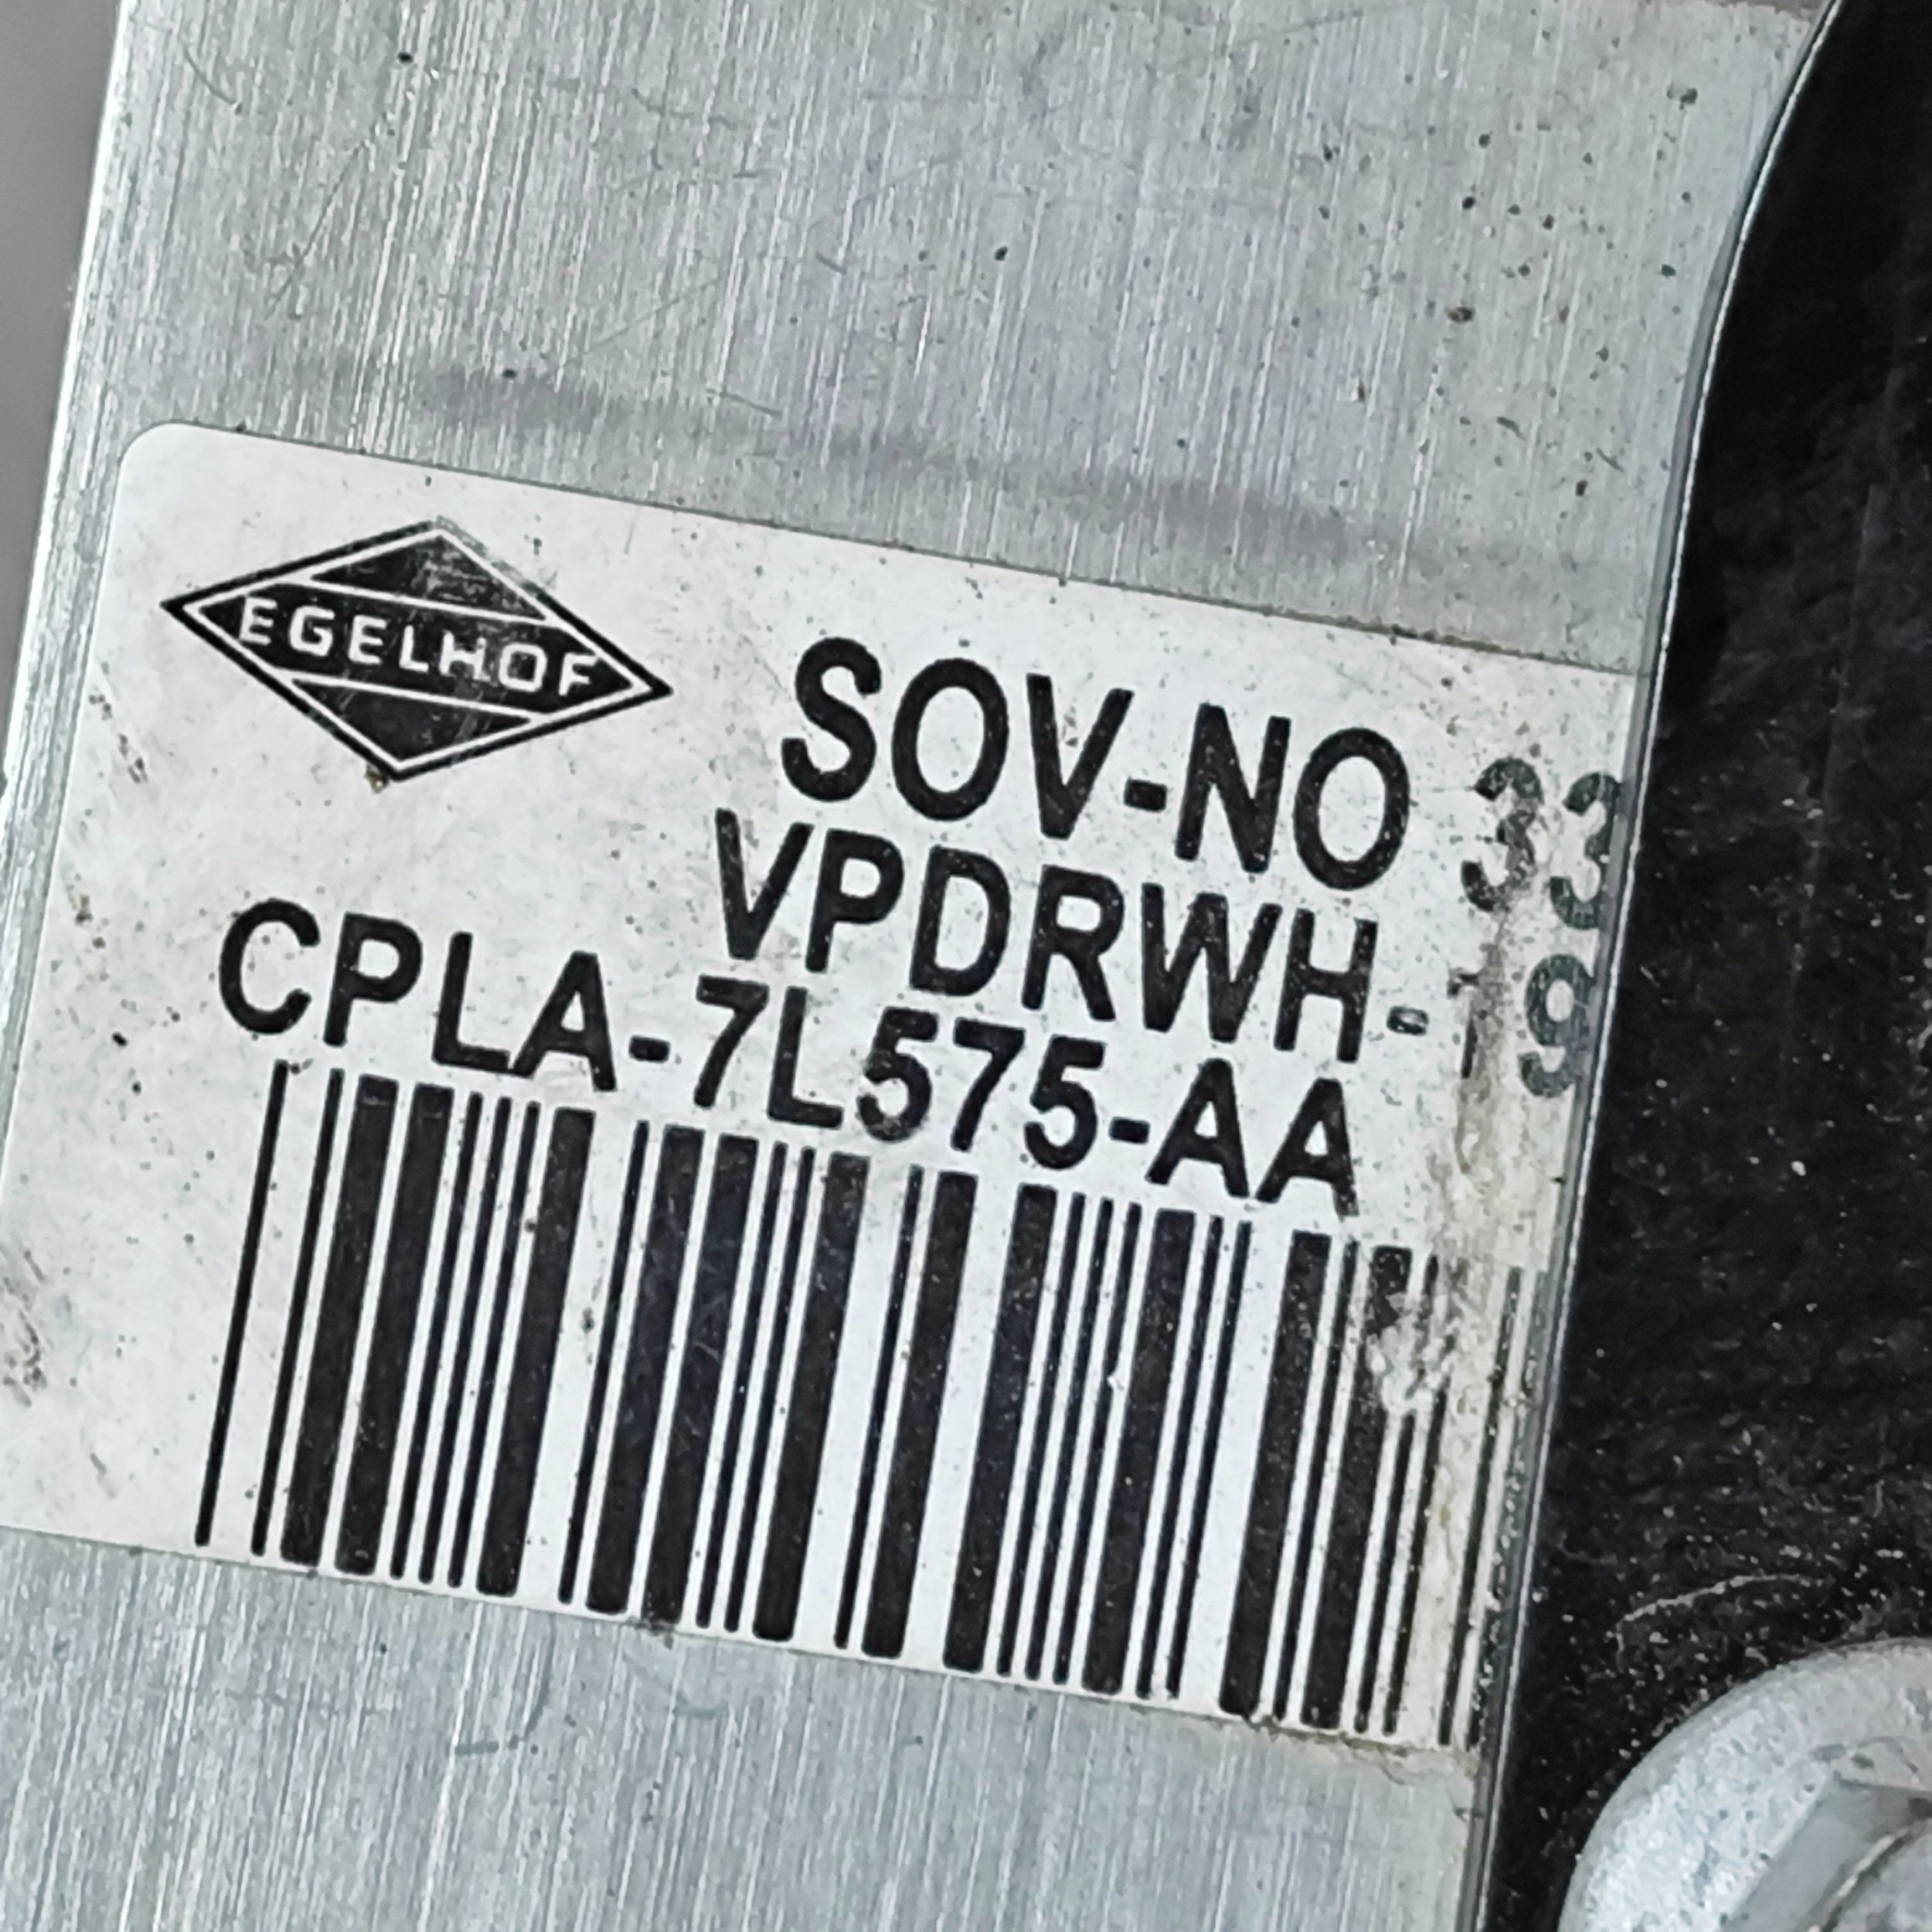 EGELHOF
SOV-NO 33
VPDRWH-19
CPLA-7L575-AA